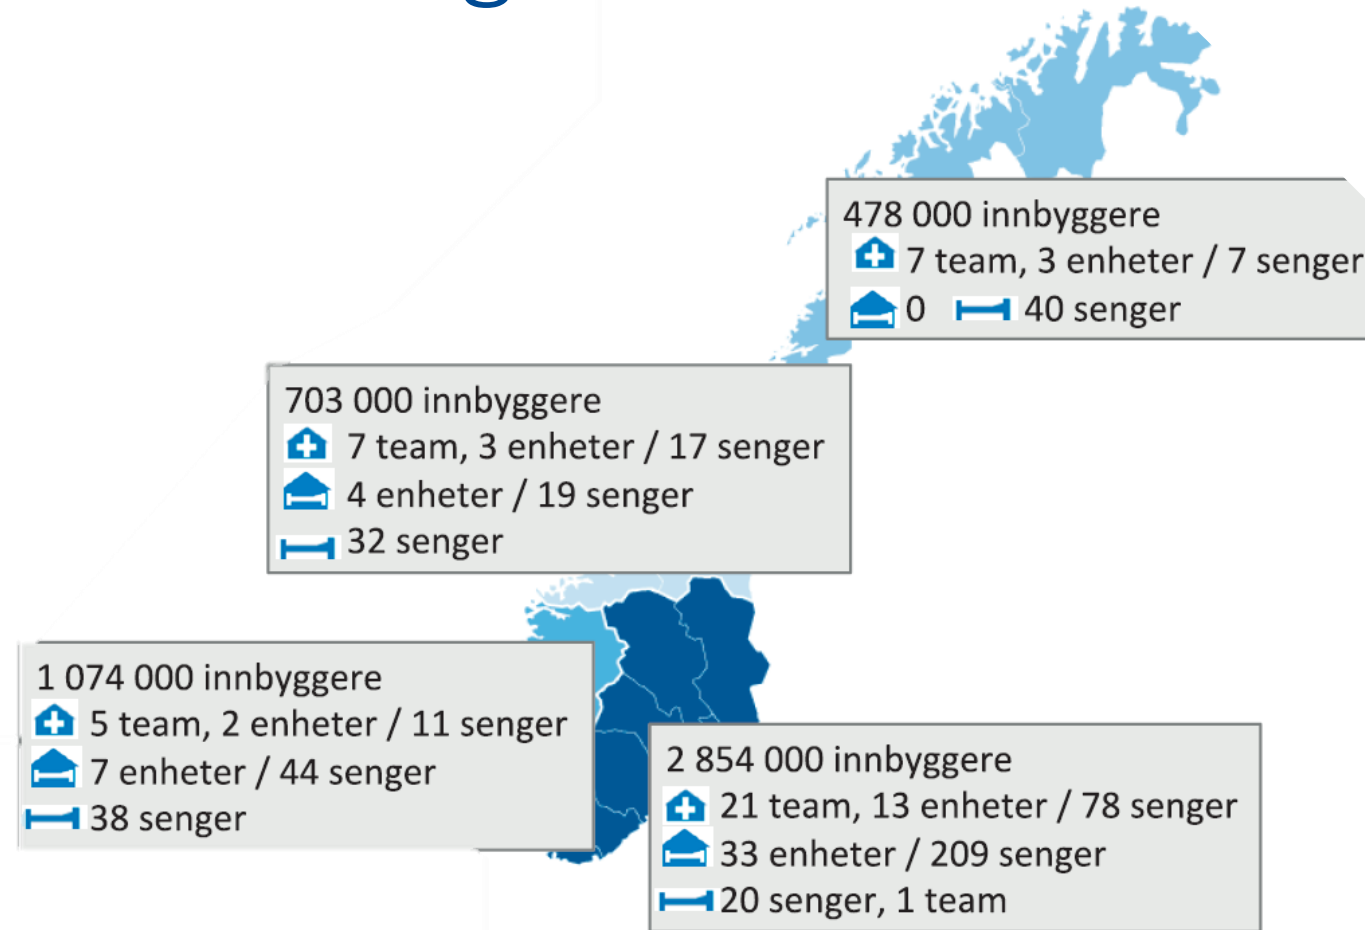 478 000 innbyggere
7 team, 3 enheter / 7 senger
0 40 senger
703 000 innbyggere
7 team, 3 enheter / 17 senger
4 enheter / 19 senger
32 senger
1 074 000 innbyggere
5 team, 2 enheter / 11 senger
7 enheter / 44 senger
38 senger
2 854 000 innbyggere
21 team, 13 enheter / 78 senger
33 enheter / 209 senger
20 senger, 1 team